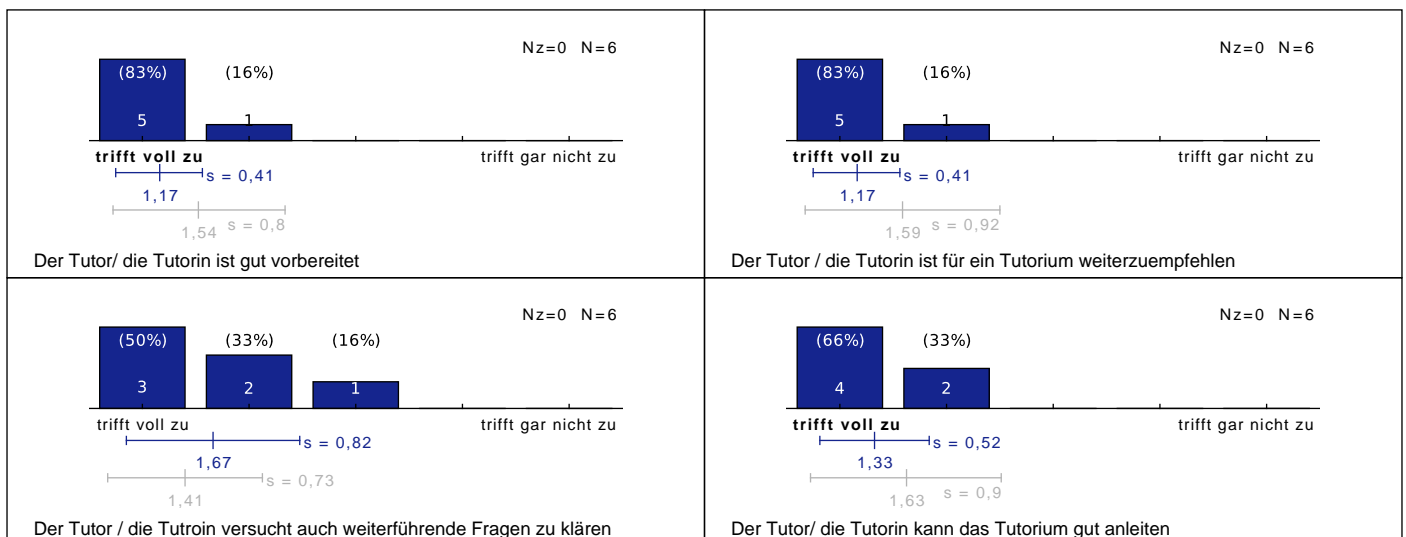 Nz=0 N=6
(83%) (16%)
5 1
trifft voll zu trifft gar nicht zu
s = 0,41
1,17
s = 0,8
1,54
Der Tutor/ die Tutorin ist gut vorbereitet
Nz=0 N=6
(83%) (16%)
5 1
trifft voll zu trifft gar nicht zu
s = 0,41
1,17
s = 0,92
1,59
Der Tutor / die Tutorin ist für ein Tutorium weiterzuempfehlen
Nz=0 N=6
(50%) (33%) (16%)
3 2 1
trifft voll zu trifft gar nicht zu
s = 0,82
1,67
s = 0,73
1,41
Der Tutor / die Tutroin versucht auch weiterführende Fragen zu klären
Nz=0 N=6
(66%) (33%)
4 2
trifft voll zu trifft gar nicht zu
s = 0,52
1,33
s = 0,9
1,63
Der Tutor/ die Tutorin kann das Tutorium gut anleiten